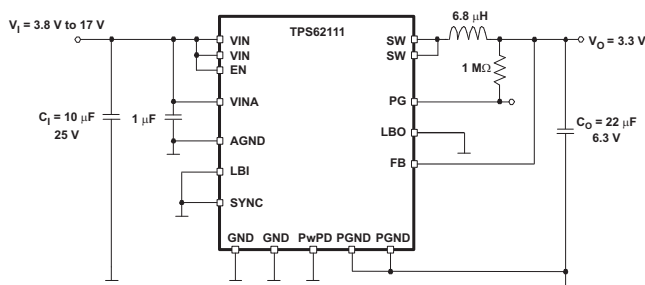 V_I = 3.8 V to 17 V
TPS62111
6.8 μH
V_O = 3.3 V
VIN
VIN
EN
SW
SW
1 MΩ
VINA
PG
C_I = 10 μF
25 V
1 μF
LBO
C_O = 22 μF
6.3 V
AGND
LBI
FB
SYNC
GND GND PwPD PGND PGND